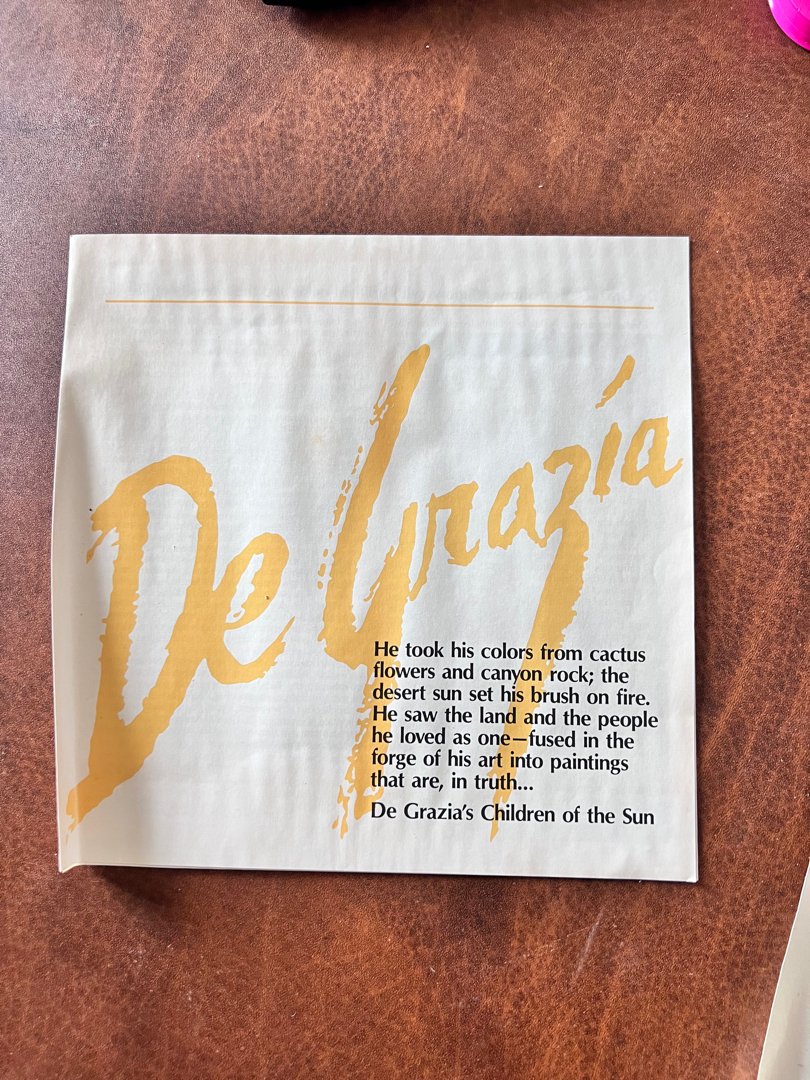 De Grazía
He took his colors from cactus
flowers and canyon rock; the
desert sun set his brush on fire.
He saw the land and the people
he loved as one—fused in the
forge of his art into paintings
that are, in truth...
De Grazia's Children of the Sun